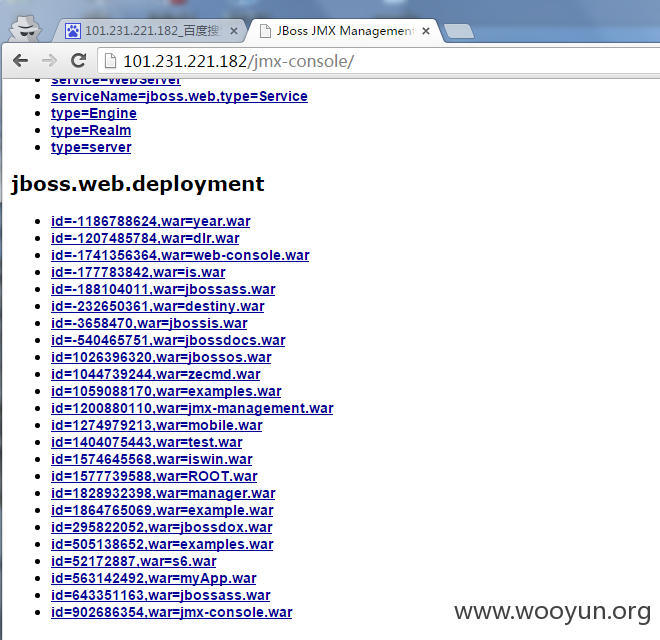 101.231.221.182_百度搜
JBoss JMX Management
101.231.221.182/jmx-console/
service=WebServer
serviceName=jboss.web,type=Service
type=Engine
type=Realm
type=server
jboss.web.deployment
id=-1186788624,war=year.war
id=-1207485784,war=dlr.war
id=-1741356364,war=web-console.war
id=-177783842,war=is.war
id=-188104011,war=jbossass.war
id=-232650361,war=destiny.war
id=-3658470,war=jbossis.war
id=-540465751,war=jbossdocs.war
id=1026396320,war=jbossos.war
id=1044739244,war=zecmd.war
id=1059088170,war=examples.war
id=1200880110,war=jmx-management.war
id=1274979213,war=mobile.war
id=1404075443,war=test.war
id=1574645568,war=iswin.war
id=1577739588,war=ROOT.war
id=1828932398,war=manager.war
id=1864765069,war=example.war
id=295822052,war=jbossdox.war
id=505138652,war=examples.war
id=52172887,war=s6.war
id=563142492,war=myApp.war
id=643351163,war=jbossass.war
id=902686354,war=jmx-console.war
www.wooyun.org